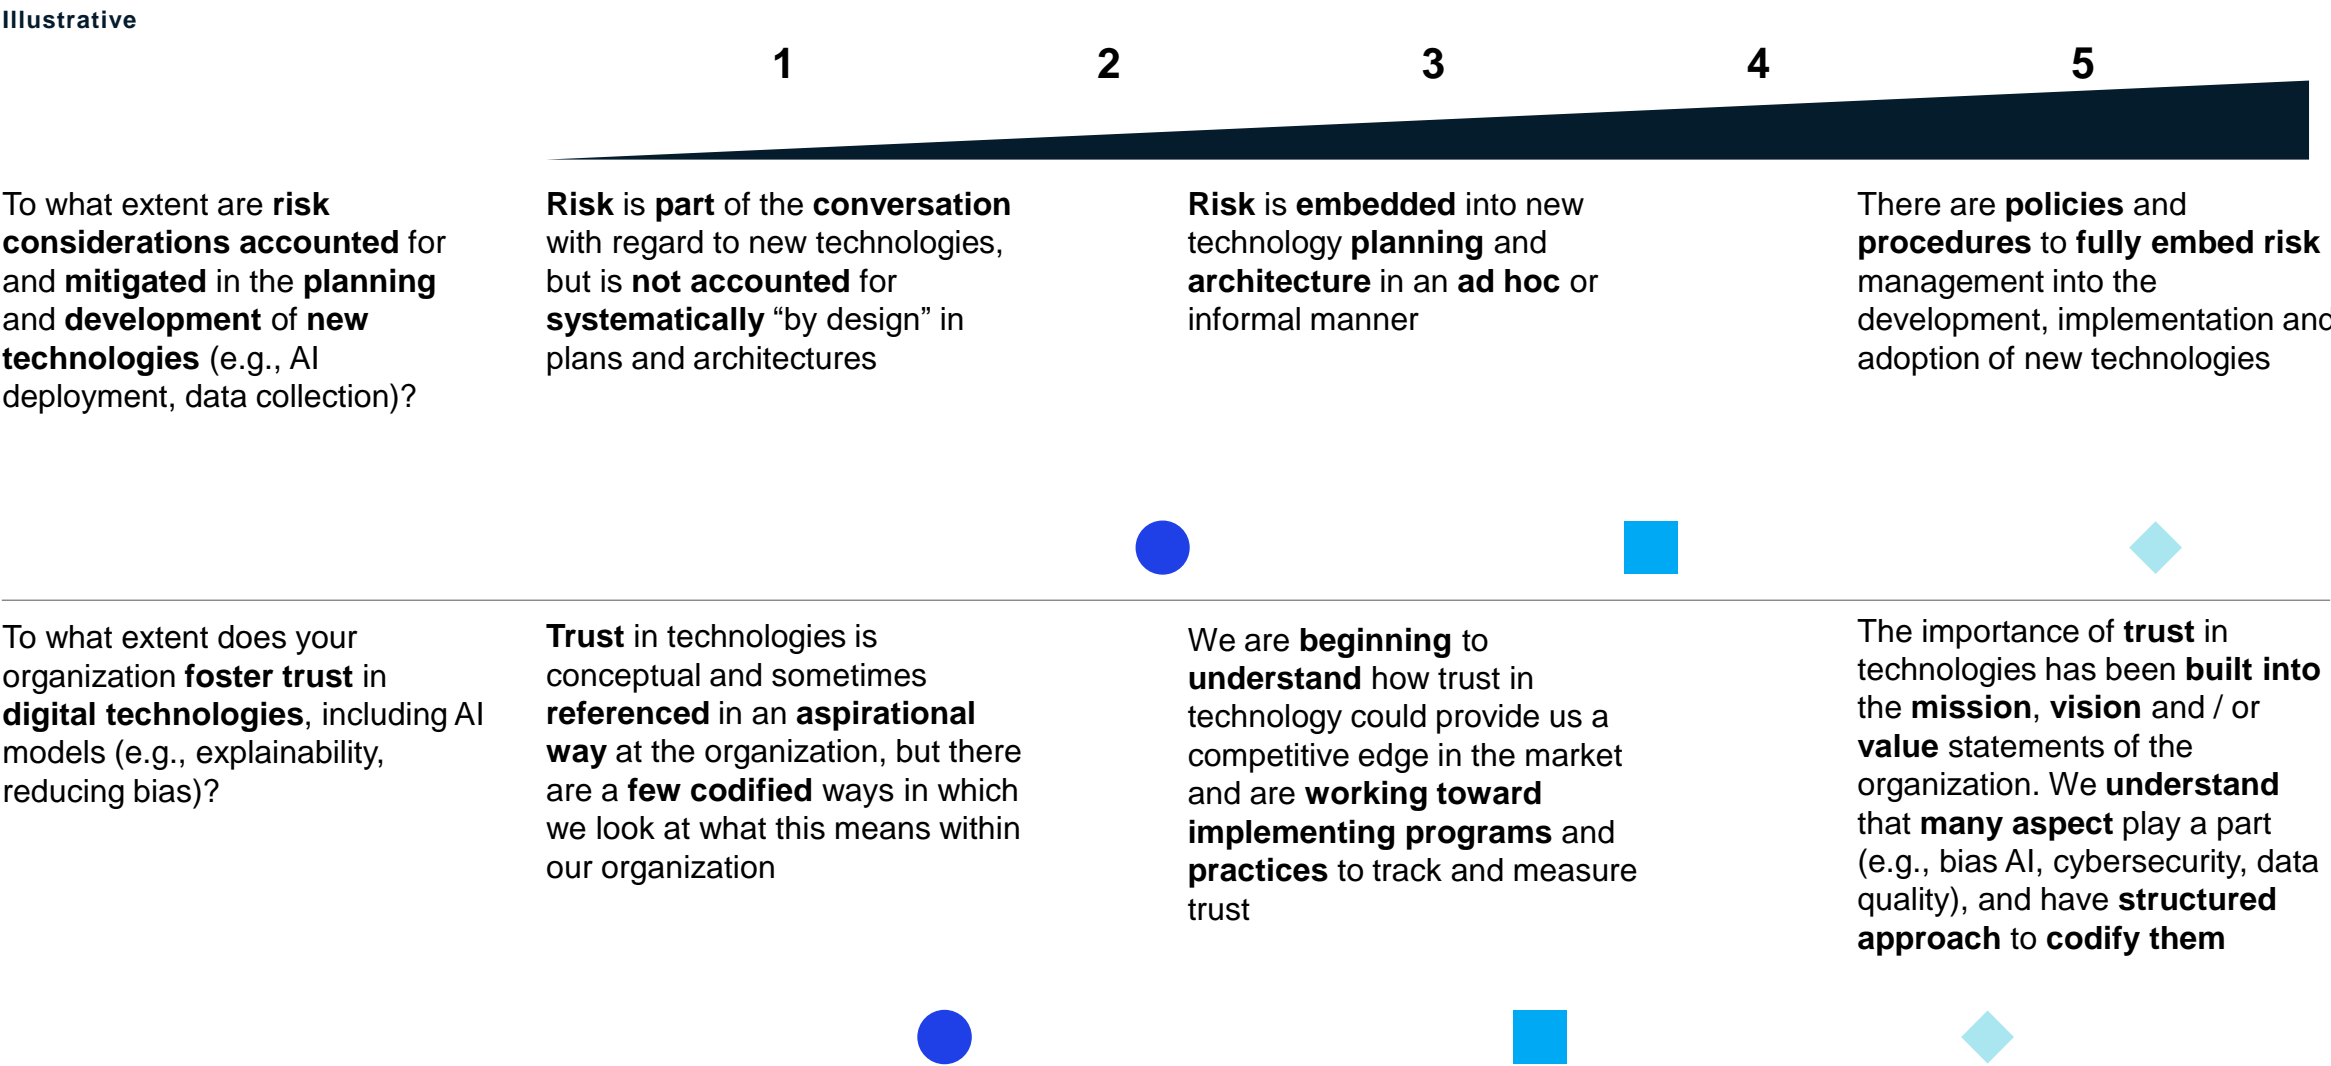 Illustrative
1 2 3 4 5
To what extent are risk
considerations accounted for
and mitigated in the planning
and development of new
technologies (e.g., AI
deployment, data collection)?
Risk is part of the conversation
with regard to new technologies,
but is not accounted for
systematically “by design” in
plans and architectures
Risk is embedded into new
technology planning and
architecture in an ad hoc or
informal manner
There are policies and
procedures to fully embed risk
management into the
development, implementation and
adoption of new technologies
To what extent does your
organization foster trust in
digital technologies, including AI
models (e.g., explainability,
reducing bias)?
Trust in technologies is
conceptual and sometimes
referenced in an aspirational
way at the organization, but there
are a few codified ways in which
we look at what this means within
our organization
We are beginning to
understand how trust in
technology could provide us a
competitive edge in the market
and are working toward
implementing programs and
practices to track and measure
trust
The importance of trust in
technologies has been built into
the mission, vision and / or
value statements of the
organization. We understand
that many aspect play a part
(e.g., bias AI, cybersecurity, data
quality), and have structured
approach to codify them